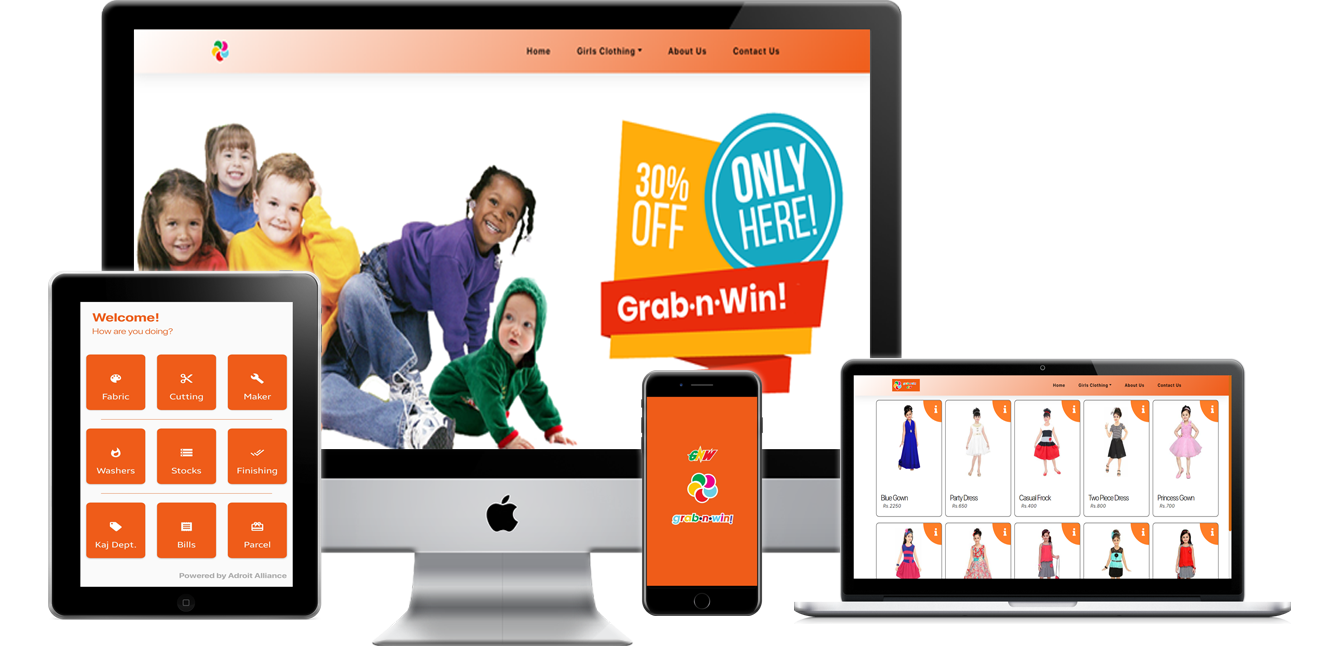 Home Girls Clothing About Us Contact Us
30%
OFF
ONLY
HERE!
Grab·n·Win!
Welcome!
How are you doing?
Fabric Cutting Maker
Washers Stocks Finishing
Kaj Dept. Bills Parcel
Powered by Adroit Alliance
GNW
grab·n·win!
Home Girls Clothing About Us Contact Us
Blue Gown Party Dress Casual Frock Two Piece Dress Princess Gown
Rs.2250 Rs.650 Rs.400 Rs.800 Rs.700